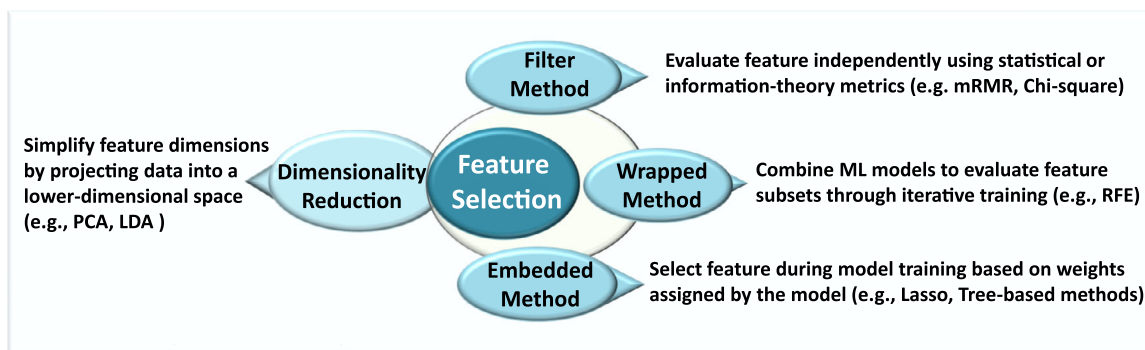 Filter
Method
Evaluate feature independently using statistical or
information-theory metrics (e.g. mRMR, Chi-square)
Simplify feature dimensions
by projecting data into a
lower-dimensional space
(e.g., PCA, LDA )
Dimensionality
Reduction
Feature
Selection
Wrapped
Method
Combine ML models to evaluate feature
subsets through iterative training (e.g., RFE)
Embedded
Method
Select feature during model training based on weights
assigned by the model (e.g., Lasso, Tree-based methods)